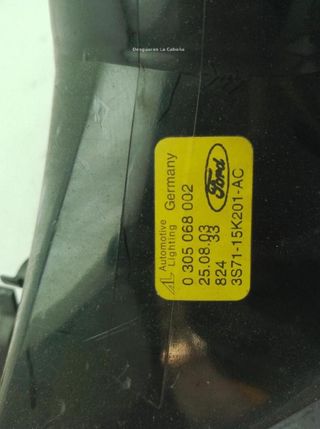 Desguaces La Cabaña
AL Automotive Lighting Germany
0 305 068 002
25.08.03 33
824
3S71-15K201-AC
Ford